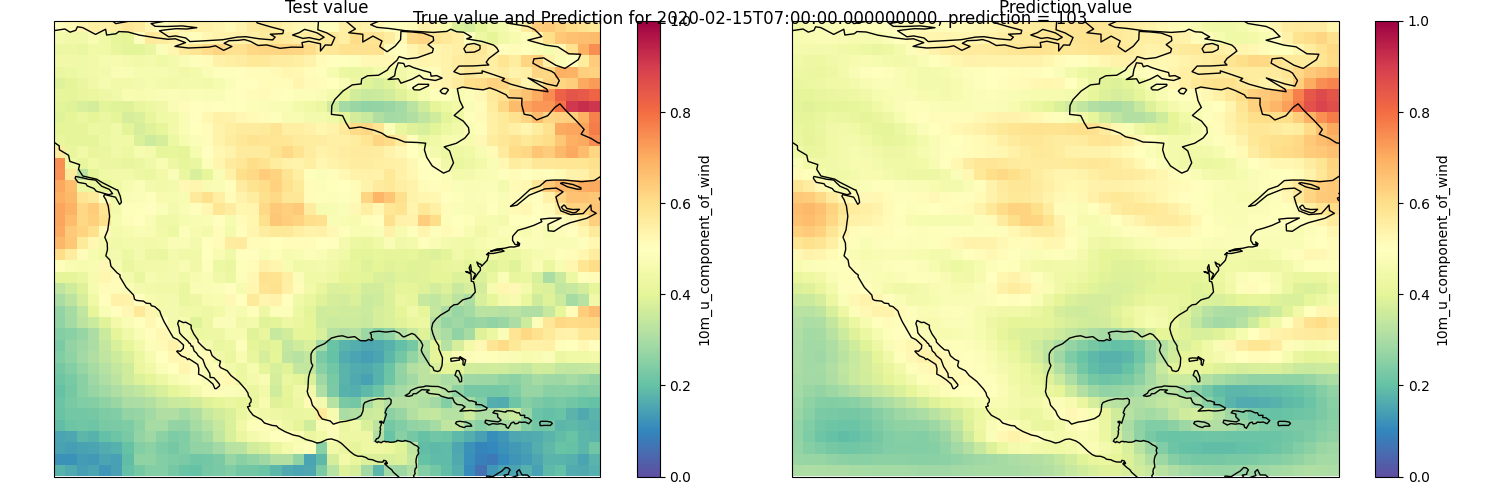 Test value
Prediction value
True value and Prediction for 2020-02-15T07:00:00.000000000, prediction = 103
1.0
0.8
0.6
0.4
0.2
0.0
10m_u_component_of_wind
1.0
0.8
0.6
0.4
0.2
0.0
10m_u_component_of_wind